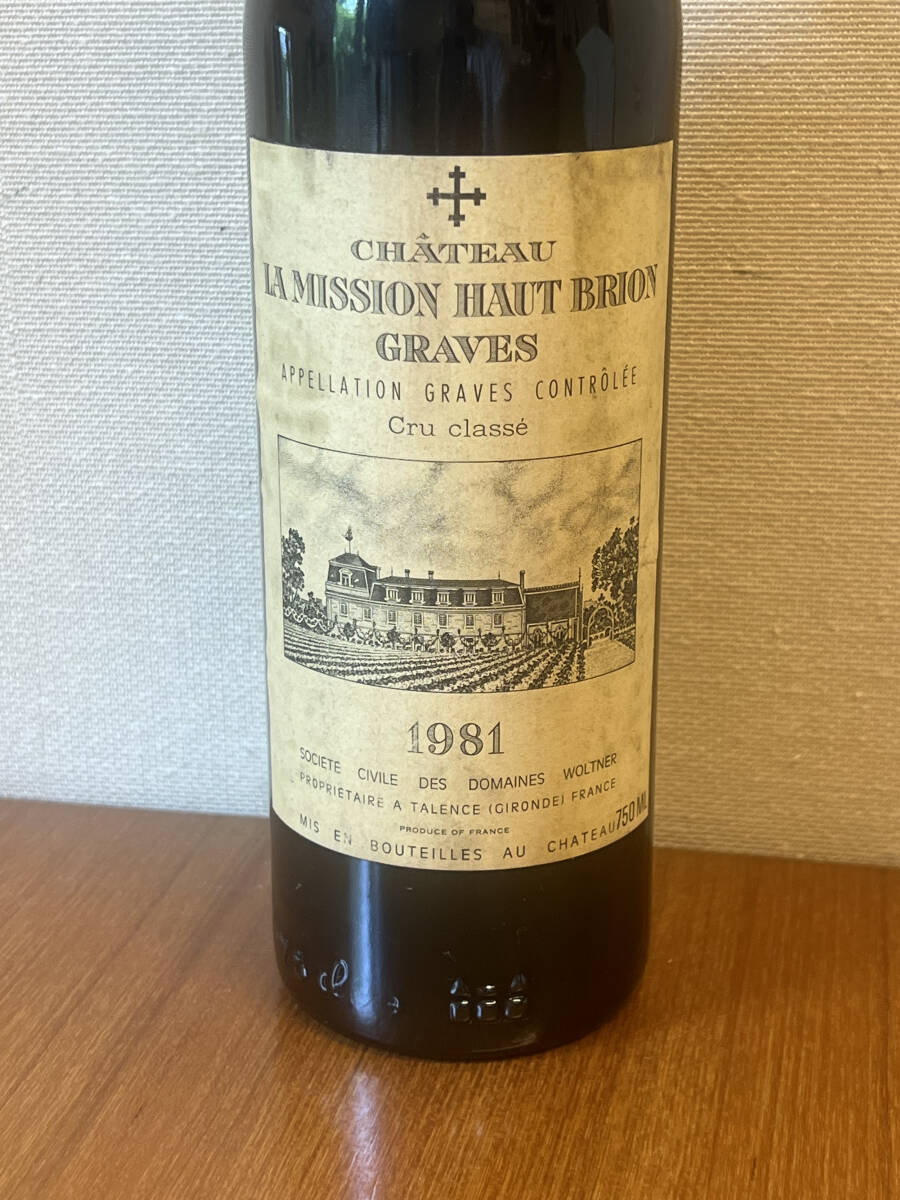 CHÂTEAU
LA MISSION HAUT BRION
GRAVES
APPELLATION GRAVES CONTRÔLÉE
Cru classé
1981
SOCIETE CIVILE DES DOMAINES WOLTNER
PROPRIÉTAIRE A TALENCE (GIRONDE) FRANCE
PRODUCE OF FRANCE
MIS EN BOUTEILLES AU CHATEAU 750 ML